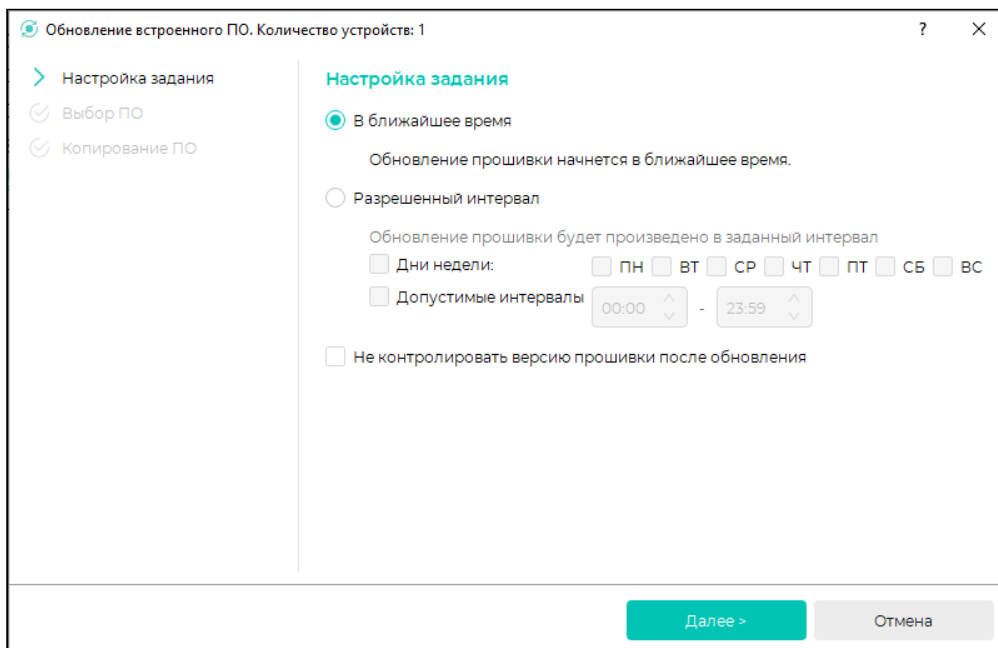 Обновление встроенного ПО. Количество устройств: 1 ?
Настройка задания
Выбор ПО
Копирование ПО
Настройка задания
В ближайшее время
Обновление прошивки начнется в ближайшее время.
Разрешенный интервал
Обновление прошивки будет произведено в заданный интервал
Дни недели: ПН ВТ СР ЧТ ПТ СБ ВС
Допустимые интервалы 00:00 - 23:59
Не контролировать версию прошивки после обновления
Далее > Отмена